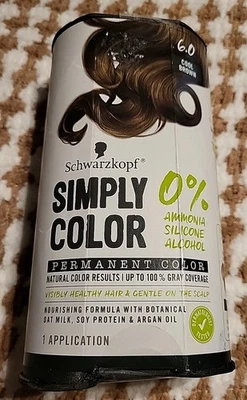 6.0
COOL
BROWN
Schwarzkopf®
SIMPLY
COLOR
0%
AMMONIA
SILICONE
ALCOHOL
PERMANENT COLOR
NATURAL COLOR RESULTS | UP TO 100% GRAY COVERAGE
VISIBLY HEALTHY HAIR & GENTLE ON THE SCALP
NOURISHING FORMULA WITH BOTANICAL
OAT MILK, SOY PROTEIN & ARGAN OIL
1 APPLICATION
DERMATOLOGICALLY
TESTED